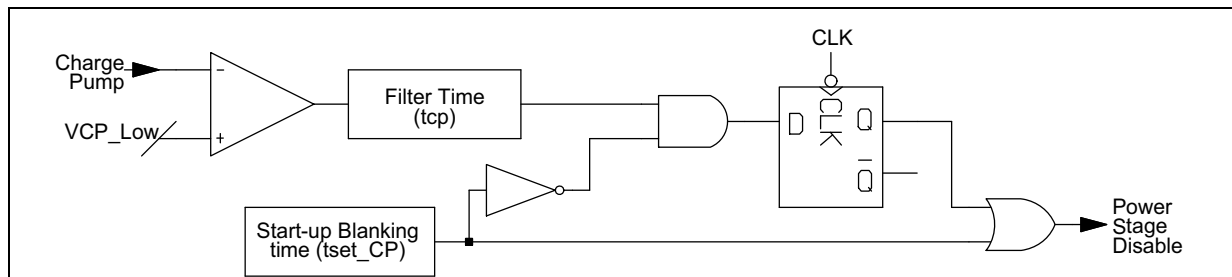 CLK
Charge
Pump
−
Filter Time
(tcp)
VCP_Low
+
D
CLK
Q
Q̅
Start-up Blanking
time (tset_CP)
Power
Stage
Disable